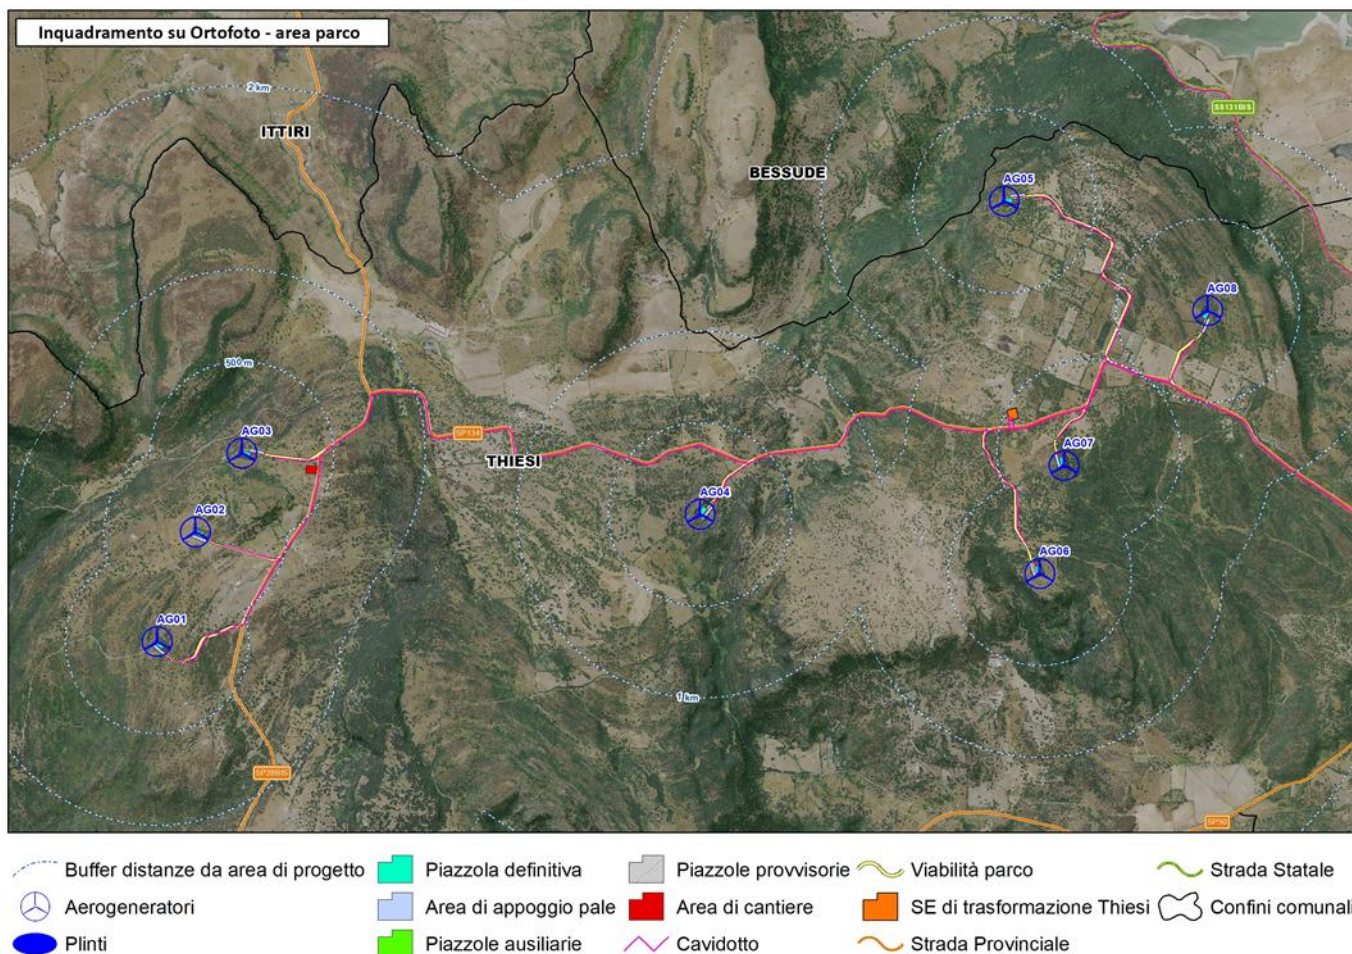 Inquadramento su Ortofoto - area parco
2 km
ITTIRI
SS131BIS
BESSUDE
AG05
AG08
500 m
AG03
SP134
THIESI
AG07
AG04
AG02
AG06
AG01
1 km
SP28BIS
SP50
Buffer distanze da area di progetto
Piazzola definitiva
Piazzole provvisorie
Viabilità parco
Strada Statale
Aerogeneratori
Area di appoggio pale
Area di cantiere
SE di trasformazione Thiesi
Confini comunali
Plinti
Piazzole ausiliarie
Cavidotto
Strada Provinciale